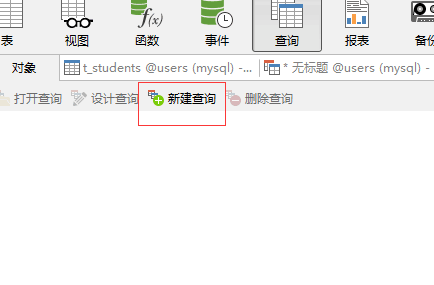 表 视图 函数 事件 查询 报表 备份
f(x)
对象 t_students @users (mysql) -... * 无标题 @users (mysql) -
打开查询 设计查询 新建查询 删除查询